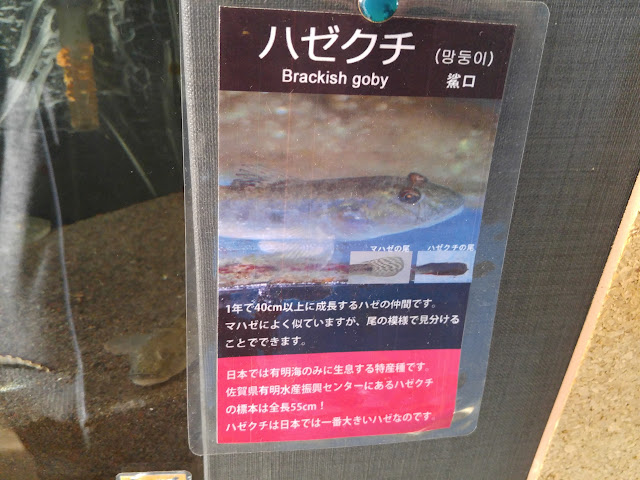 ハゼクチ (망둥이)
Brackish goby 鯊口
マハゼの尾 ハゼクチの尾
1年で40cm以上に成長するハゼの仲間です。
マハゼによく似ていますが、尾の模様で見分ける
ことでできます。
日本では有明海のみに生息する特産種です。
佐賀県有明水産振興センターにあるハゼクチ
の標本は全長55cm！
ハゼクチは日本では一番大きいハゼなのです。